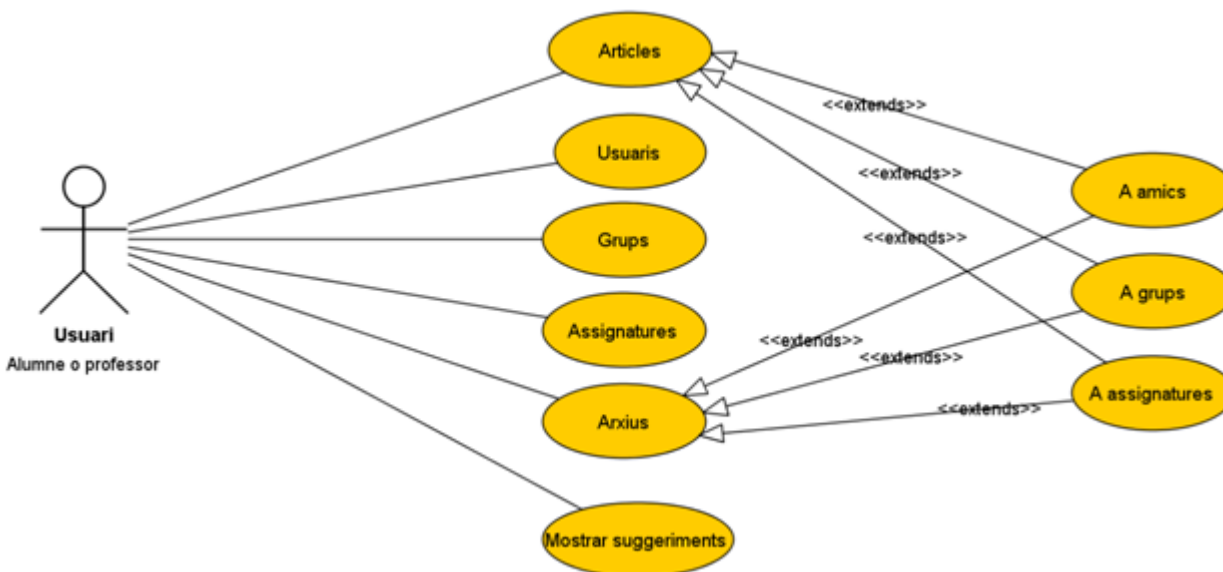 Articles
<<extends>>
Usuaris
<<extends>>
A amics
Grups
<<extends>>
A grups
Usuari
Alumne o professor
Assignatures
<<extends>>
<<extends>>
A assignatures
<<extends>>
Arxius
Mostrar suggeriments